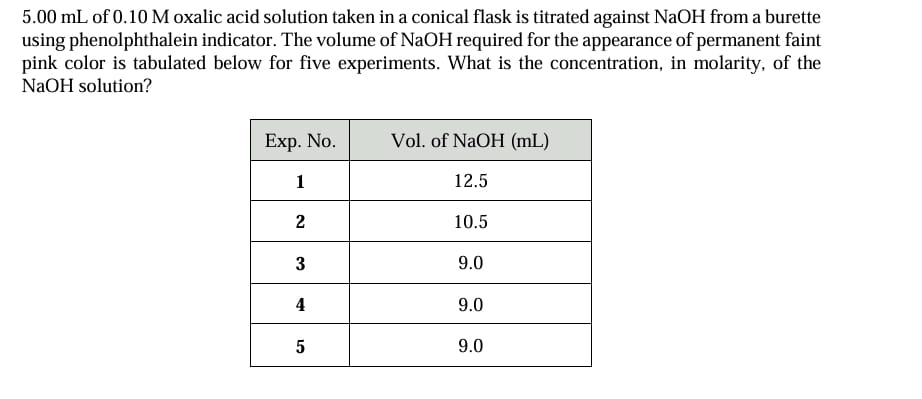 5.00 mL of 0.10 M oxalic acid solution taken in a conical flask is titrated against NaOH from a burette
using phenolphthalein indicator. The volume of NaOH required for the appearance of permanent faint
pink color is tabulated below for five experiments. What is the concentration, in molarity, of the
NaOH solution?
Exp. No. Vol. of NaOH (mL)
1 12.5
2 10.5
3 9.0
4 9.0
5 9.0